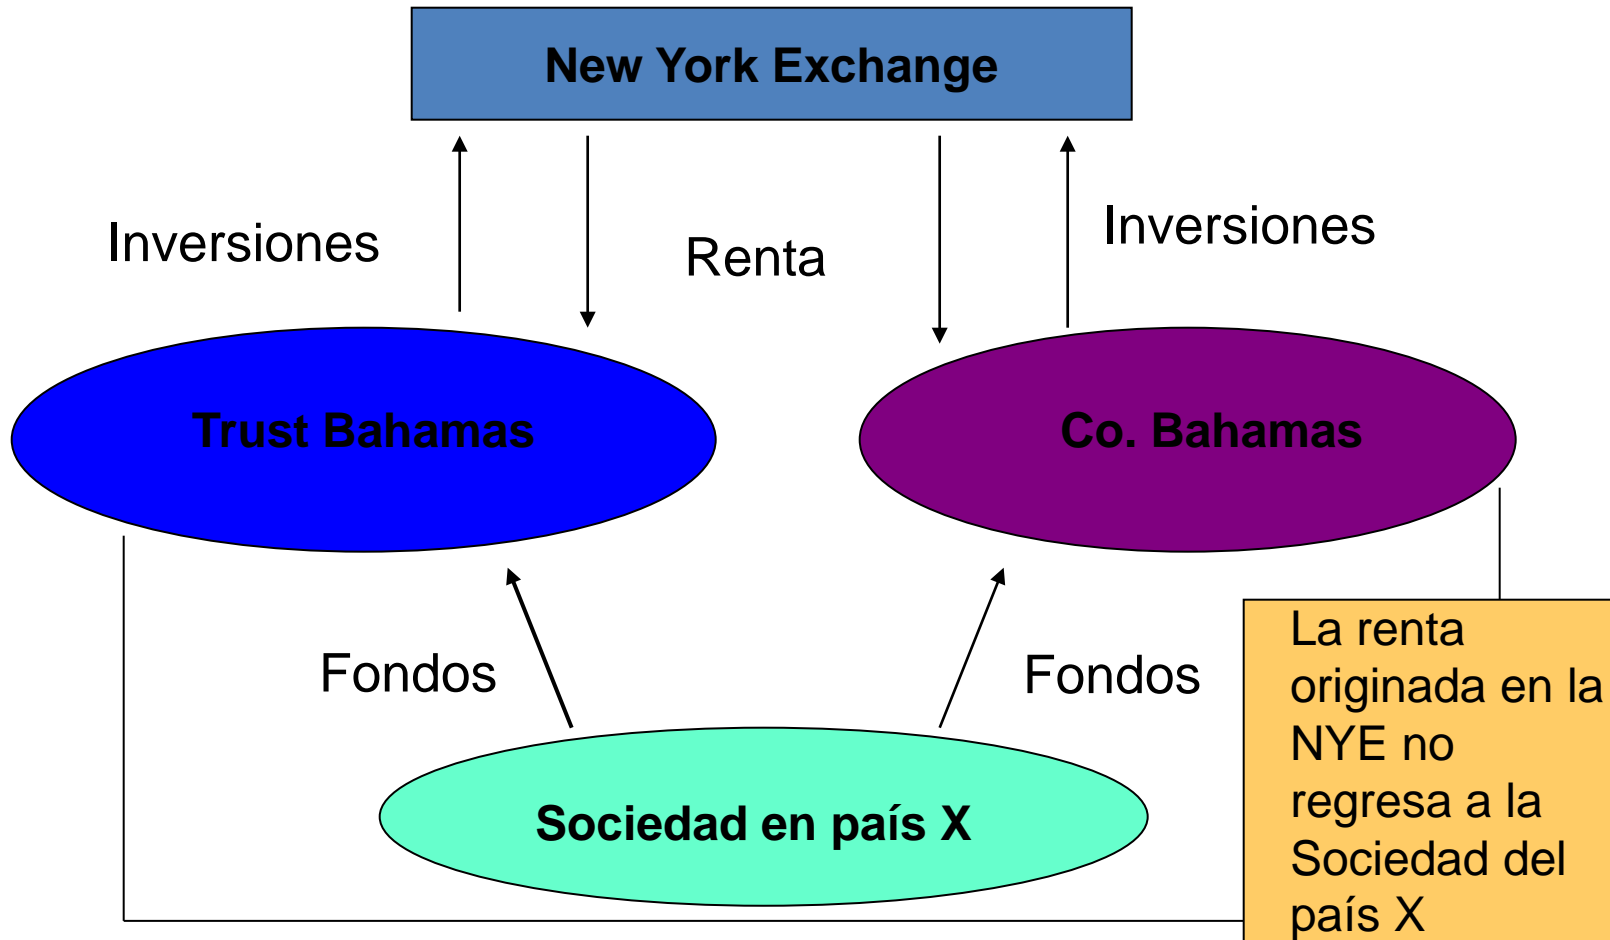 New York Exchange
Inversiones
Renta
Inversiones
Trust Bahamas
Co. Bahamas
Fondos
Fondos
Sociedad en país X
La renta
originada en la
NYE no
regresa a la
Sociedad del
país X